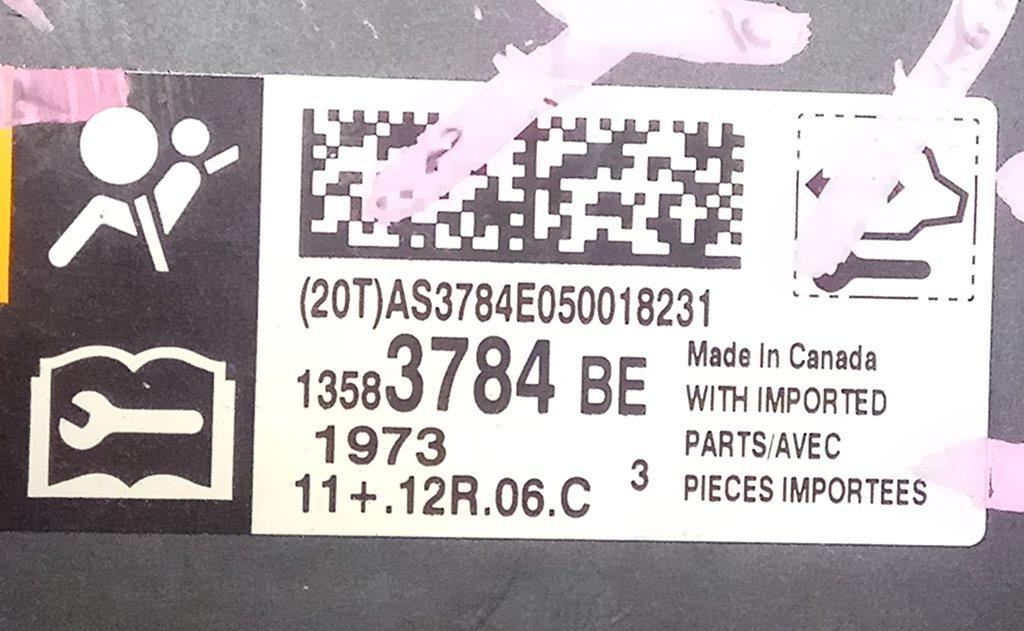 (20T)AS3784E050018231
13583784 BE
1973
11+.12R.06.C 3
Made In Canada
WITH IMPORTED
PARTS/AVEC
PIECES IMPORTEES